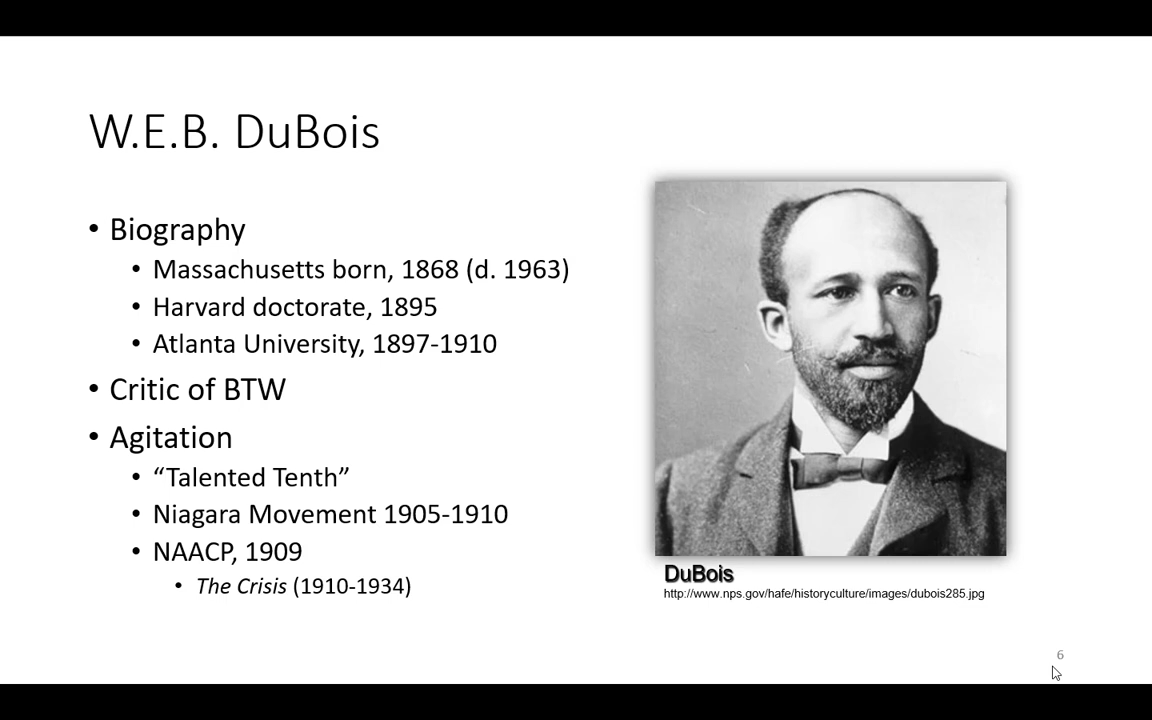 W.E.B. DuBois
• Biography
• Massachusetts born, 1868 (d. 1963)
• Harvard doctorate, 1895
• Atlanta University, 1897-1910
• Critic of BTW
• Agitation
• “Talented Tenth”
• Niagara Movement 1905-1910
• NAACP, 1909
• The Crisis (1910-1934)
DuBois
http://www.nps.gov/hafe/historyculture/images/dubois285.jpg
6